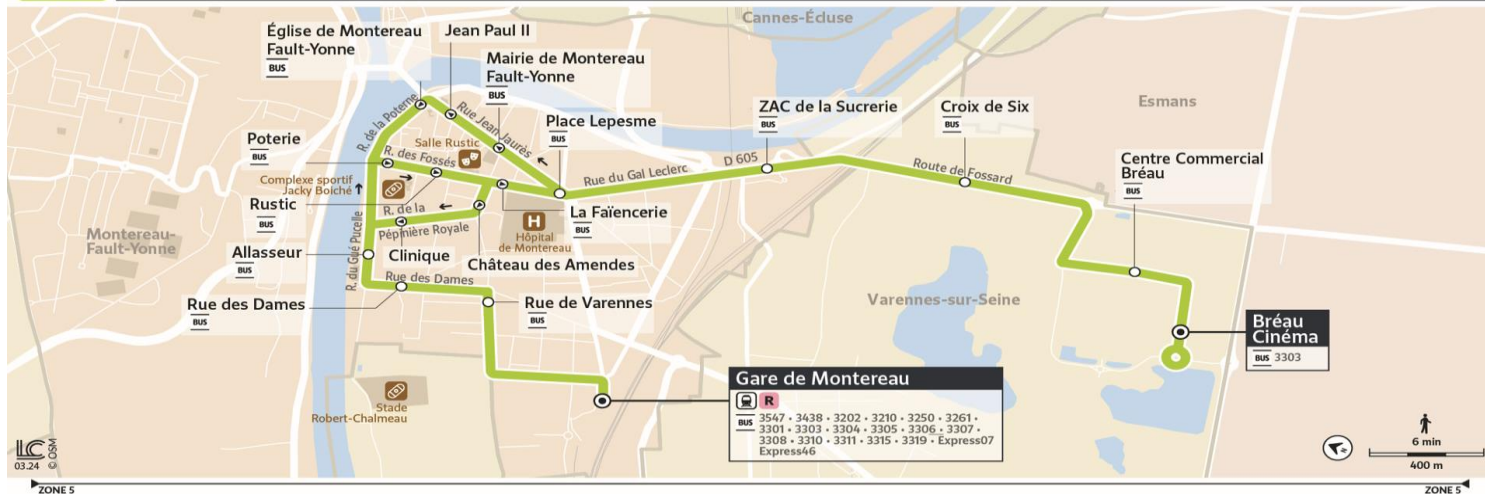 Cannes-Écluse
Église de Montereau
Fault-Yonne
BUS
Jean Paul II
Mairie de Montereau
Fault-Yonne
BUS
Place Lepesme
BUS
ZAC de la Sucrerie
BUS
Croix de Six
BUS
Esmans
Centre Commercial
Bréau
BUS
R. de la Poterne
Rue Jean Jaurès
Salle Rustic
Poterie
BUS
R. des Fossés
D 605
Rue du Gal Leclerc
Route de Fossard
Complexe sportif
Jacky Boiché
Rustic
BUS
R. de la
Pépinière Royale
La Faïencerie
BUS
H
Hôpital
de Montereau
Montereau-
Fault-Yonne
Allasseur
BUS
R. du Gué Pucelle
Clinique
Château des Amendes
Rue des Dames
Rue des Dames
BUS
Rue de Varennes
BUS
Varennes-sur-Seine
Bréau
Cinéma
BUS 3303
Gare de Montereau
R
BUS 3547 • 3438 • 3202 • 3210 • 3250 • 3261 •
3301 • 3303 • 3304 • 3305 • 3306 • 3307 •
3308 • 3310 • 3311 • 3315 • 3319 • Express07
Express46
Stade
Robert-Chalmeau
LC
03.24
© OSM
N
6 min
400 m
ZONE 5
ZONE 5